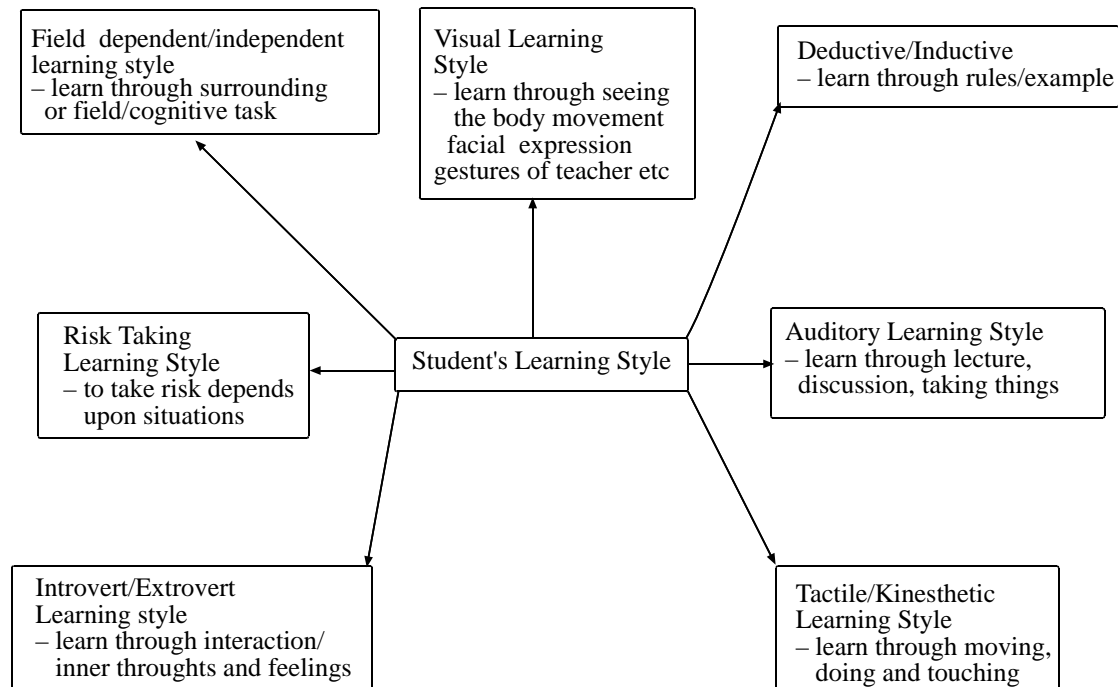 Field dependent/independent
learning style
– learn through surrounding
or field/cognitive task
Visual Learning
Style
– learn through seeing
the body movement
facial expression
gestures of teacher etc
Deductive/Inductive
– learn through rules/example
Risk Taking
Learning Style
– to take risk depends
upon situations
Student's Learning Style
Auditory Learning Style
– learn through lecture,
discussion, taking things
Introvert/Extrovert
Learning style
– learn through interaction/
inner throughts and feelings
Tactile/Kinesthetic
Learning Style
– learn through moving,
doing and touching